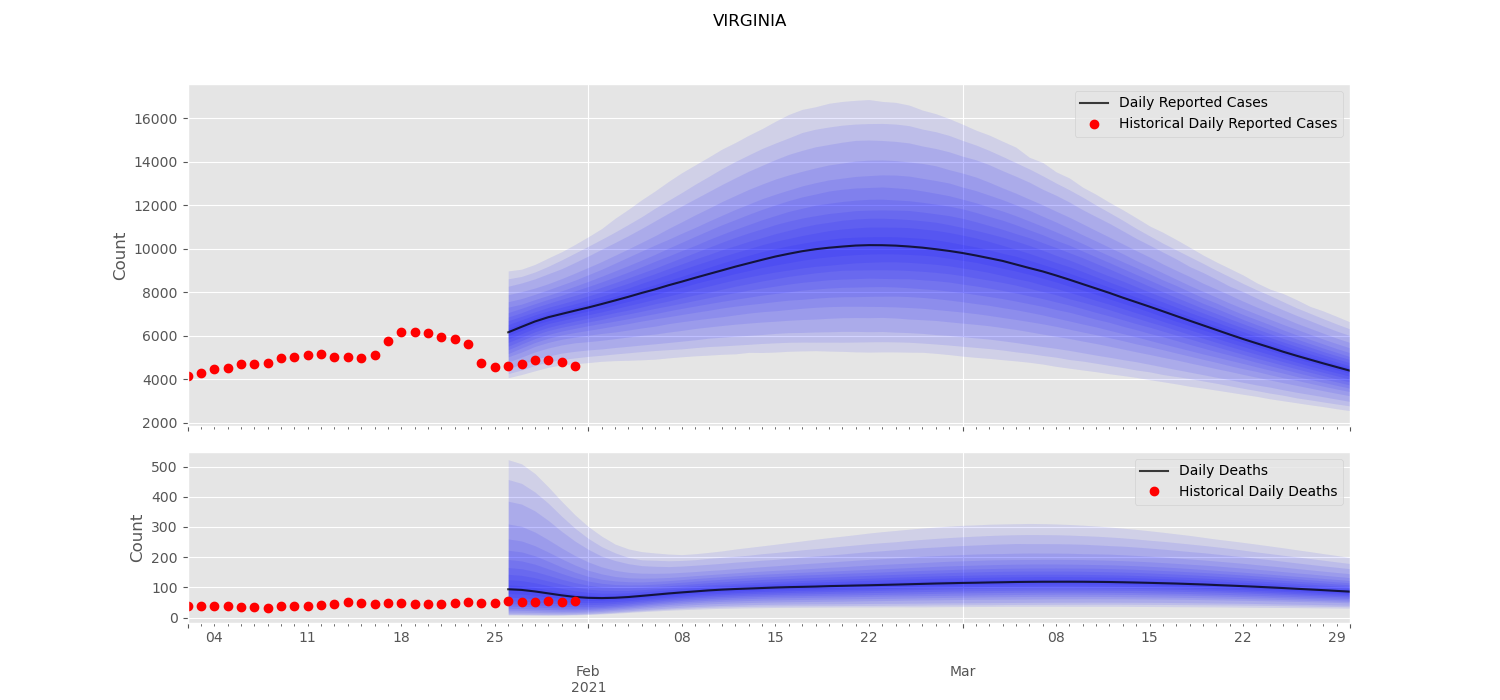 VIRGINIA
Count
16000
14000
12000
10000
8000
6000
4000
2000
Daily Reported Cases
Historical Daily Reported Cases
Count
500
400
300
200
100
0
Daily Deaths
Historical Daily Deaths
04 11 18 25 08 15 22 08 15 22 29
Feb Mar
2021